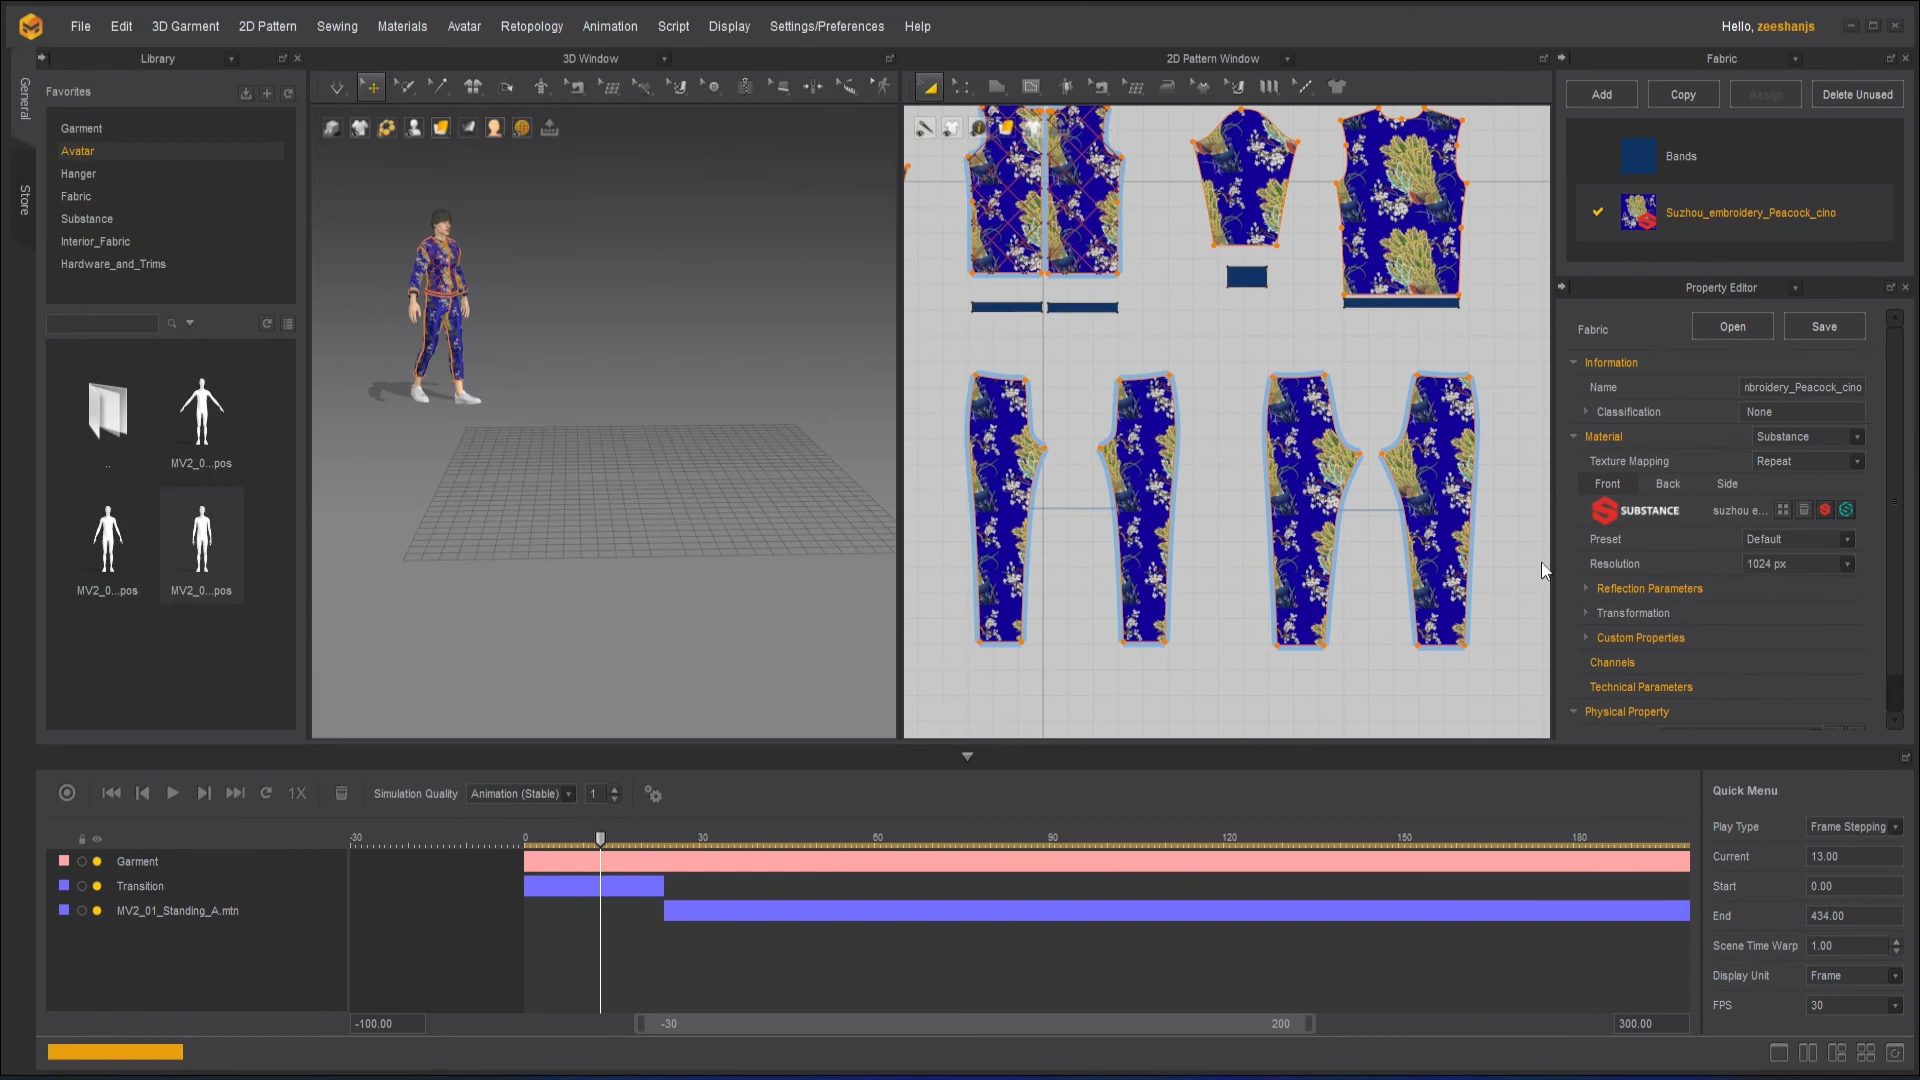 File Edit 3D Garment 2D Pattern Sewing Materials Avatar Retopology Animation Script Display Settings/Preferences Help
Hello, zeeshanjs
General
Store
Library
Favorites
Garment
Avatar
Hanger
Fabric
Substance
Interior_Fabric
Hardware_and_Trims
..
MV2_0...pos
MV2_0...pos
MV2_0...pos
3D Window
2D Pattern Window
Fabric
Add Copy Assign Delete Unused
Bands
Suzhou_embroidery_Peacock_cino
Property Editor
Fabric Open Save
Information
Name nbroidery_Peacock_cino
Classification None
Material Substance
Texture Mapping Repeat
Front Back Side
SUBSTANCE suzhou e...
Preset Default
Resolution 1024 px
Reflection Parameters
Transformation
Custom Properties
Channels
Technical Parameters
Physical Property
1X Simulation Quality Animation (Stable) 1
-30 0 30 60 90 120 150 180
Garment
Transition
MV2_01_Standing_A.mtn
-100.00 -30 200 300.00
Quick Menu
Play Type Frame Stepping
Current 13.00
Start 0.00
End 434.00
Scene Time Warp 1.00
Display Unit Frame
FPS 30